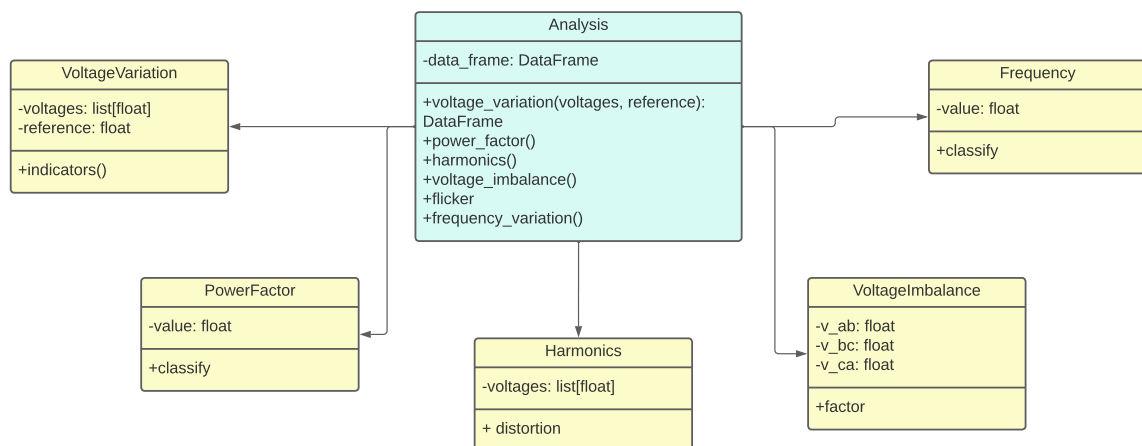 Analysis
-data_frame: DataFrame
+voltage_variation(voltages, reference):
DataFrame
+power_factor()
+harmonics()
+voltage_imbalance()
+flicker
+frequency_variation()
VoltageVariation
-voltages: list[float]
-reference: float
+indicators()
Frequency
-value: float
+classify
PowerFactor
-value: float
+classify
Harmonics
-voltages: list[float]
+ distortion
VoltageImbalance
-v_ab: float
-v_bc: float
-v_ca: float
+factor